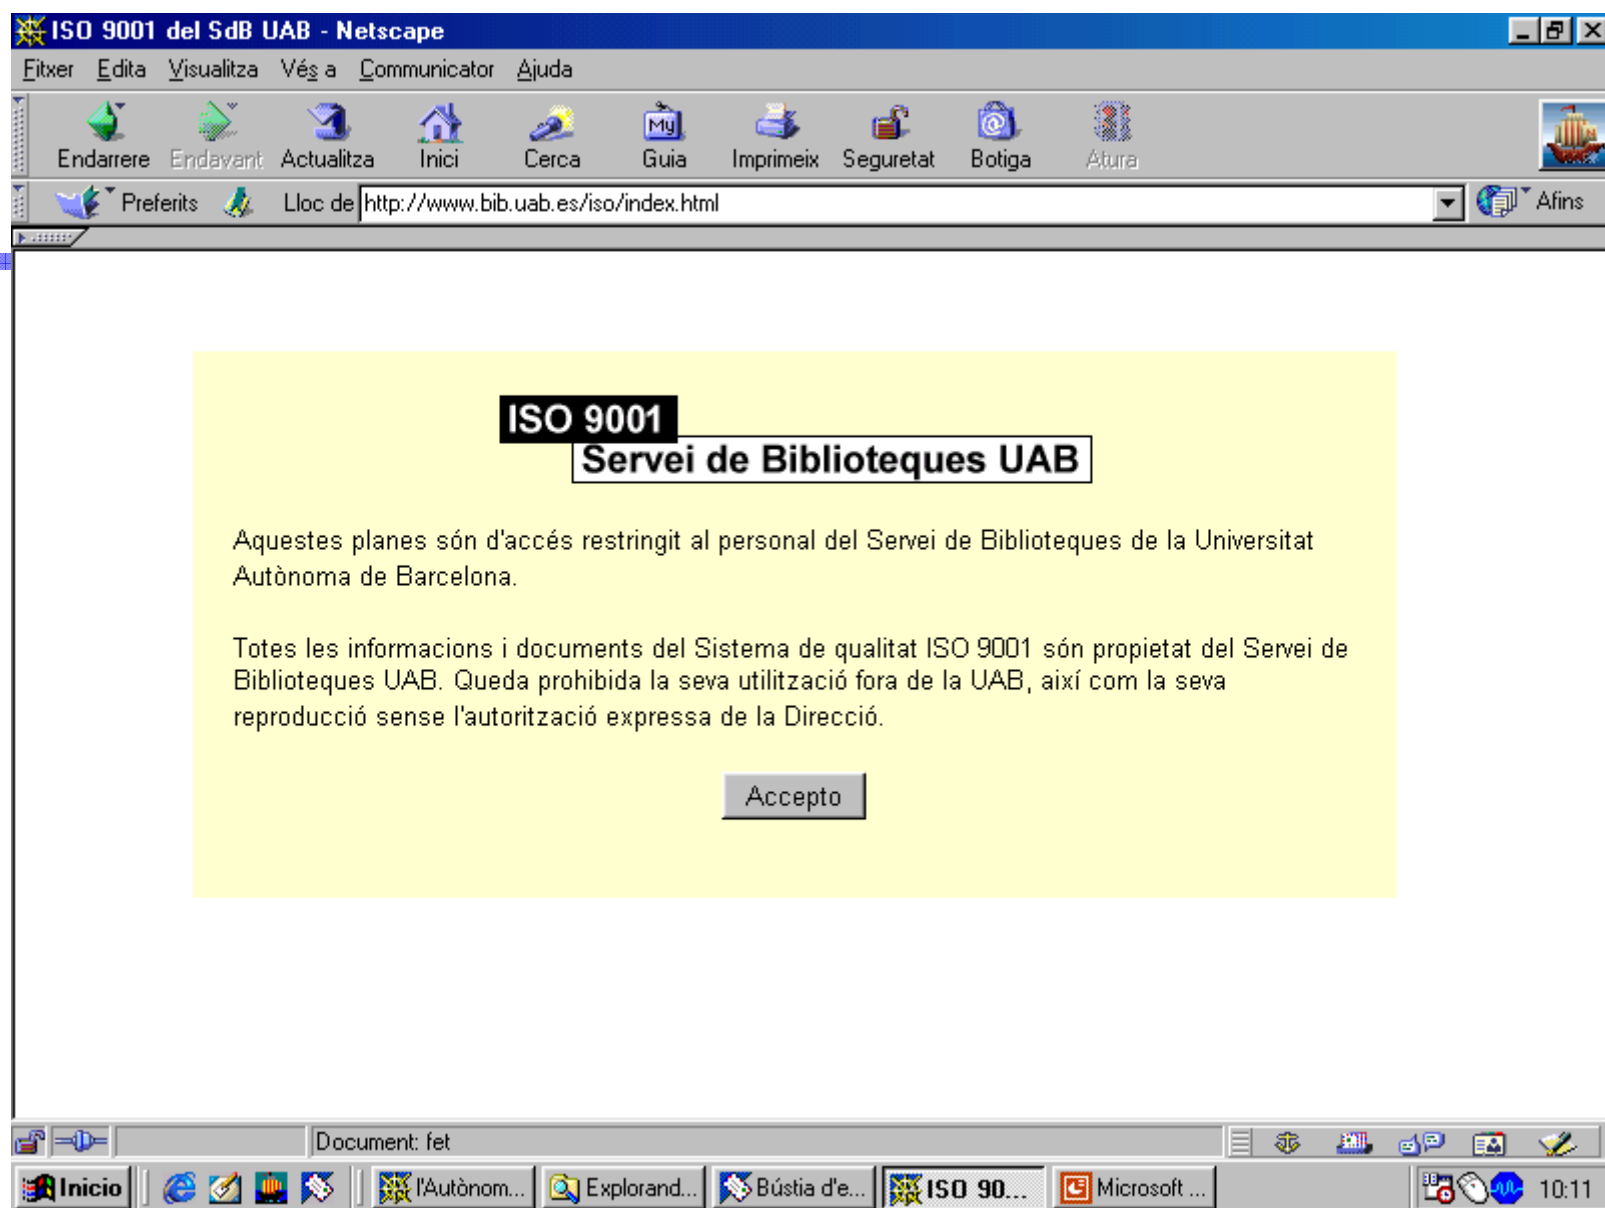 ISO 9001 del SdB UAB - Netscape
Fitxer Edita Visualitza Vés a Communicator Ajuda
My
Endarrere Endavant Actualitza Inici Cerca Guia Imprimeix Seguretat Botiga Atura
N
Preferits Lloc de http://www.bib.uab.es/iso/index.html Afins
ISO 9001
Servei de Biblioteques UAB
Aquestes planes són d'accés restringit al personal del Servei de Biblioteques de la Universitat
Autònoma de Barcelona.
Totes les informacions i documents del Sistema de qualitat ISO 9001 són propietat del Servei de
Biblioteques UAB. Queda prohibida la seva utilització fora de la UAB, així com la seva
reproducció sense l'autorització expressa de la Direcció.
Accepto
Document: fet
Inicio l'Autònom... Explorand... Bústia d'e... ISO 90... Microsoft ... 10:11